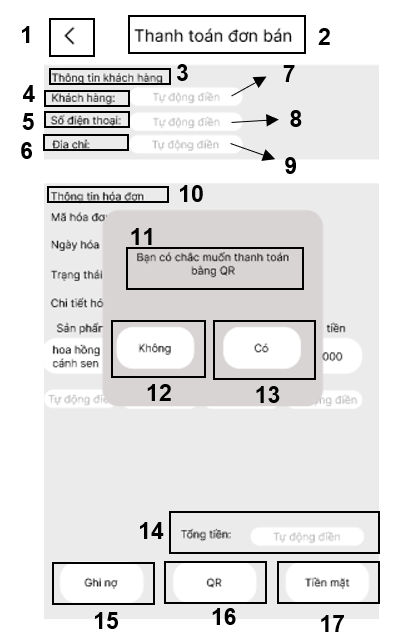 1 Thanh toán đơn bán 2
Thông tin khách hàng 3 7
4 Khách hàng: Tự động điền
5 Số điện thoại: Tự động điền 8
6 Địa chỉ: Tự động điền
9
Thông tin hóa đơn 10
Mã hóa đơ
11
Ngày hóa
Bạn có chắc muốn thanh toán
bằng QR
Trạng thái
Chi tiết hó
Sản phẩm tiền
hoa hồng
cánh sen
Không Có 000
12 13
Tự động điề ng điền
14 Tổng tiền: Tự động điền
Ghi nợ QR Tiền mặt
15 16 17